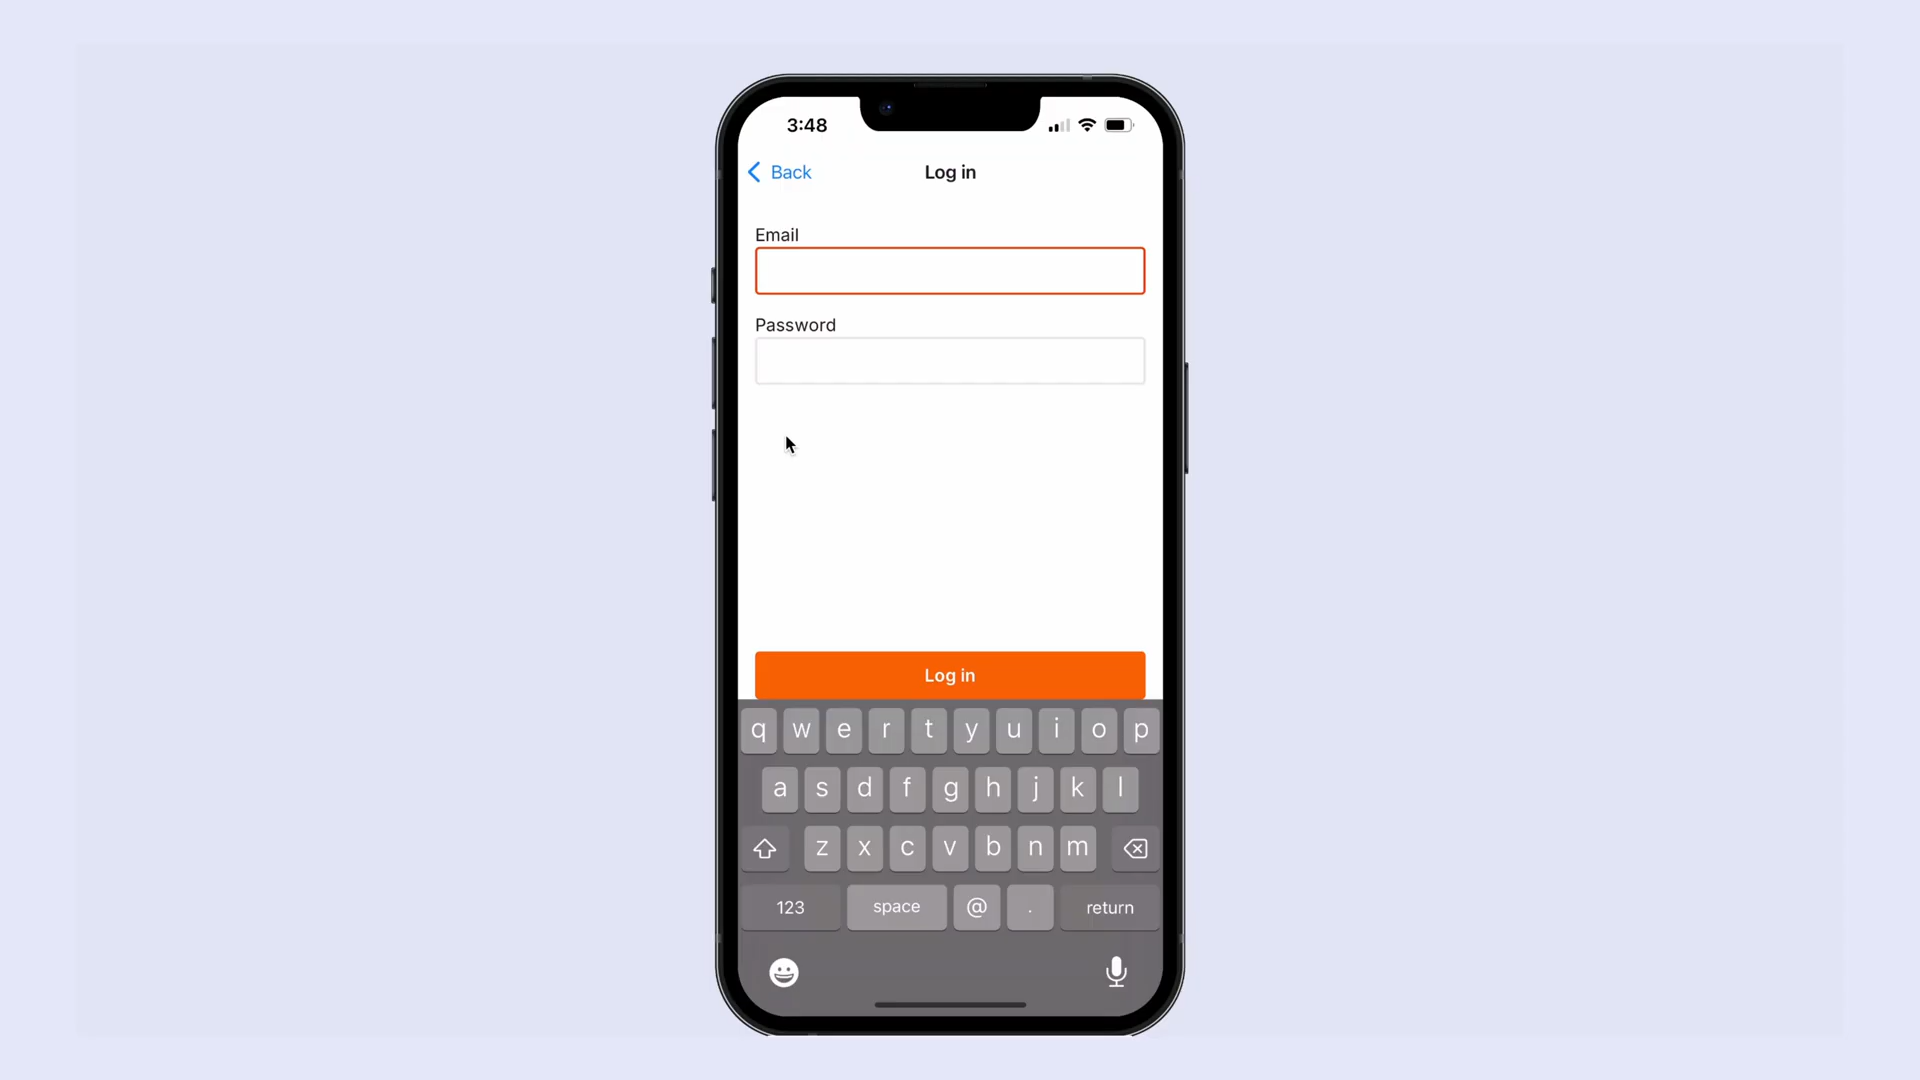 3:48
Back
Log in
Email
Password
Log in
q w e r t y u i o p
a s d f g h j k l
z x c v b n m
123 space @ . return